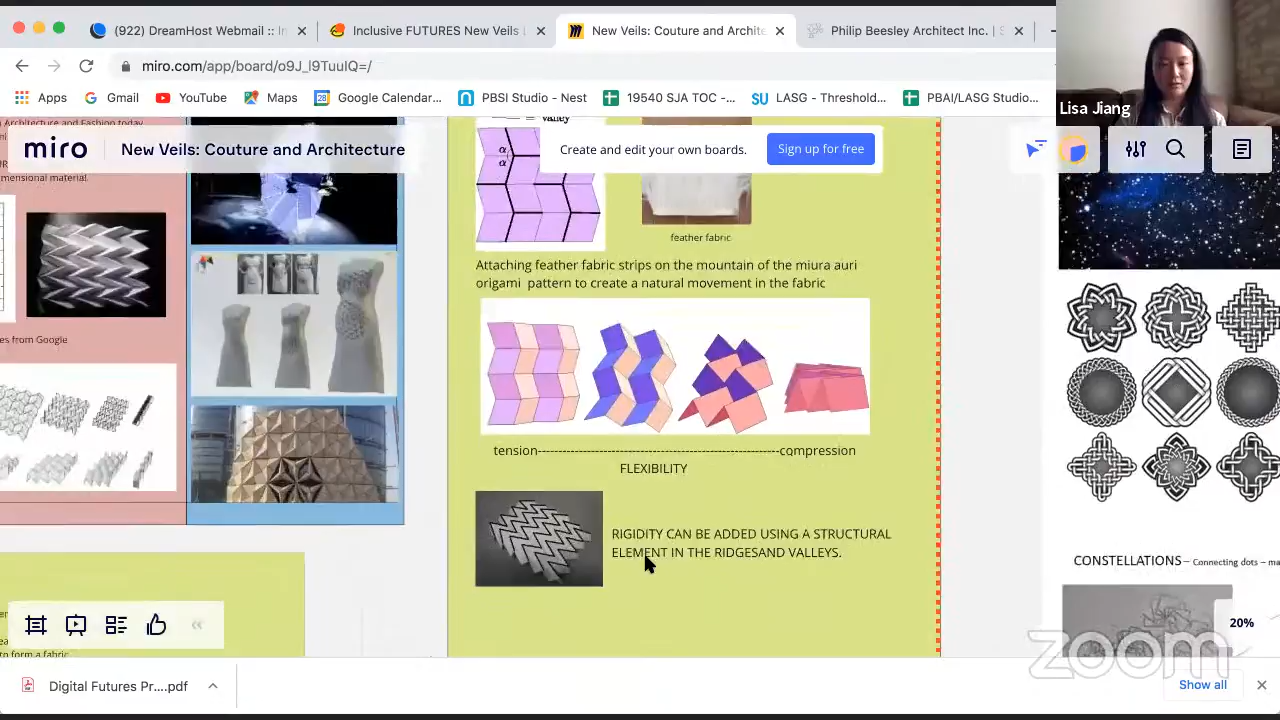 (922) DreamHost Webmail :: In
Inclusive FUTURES New Veils
New Veils: Couture and Archite
Philip Beesley Architect Inc. | S
miro.com/app/board/o9J_l9TuuIQ=/
Apps
Gmail
YouTube
Maps
Google Calendar...
PBSI Studio - Nest
19540 SJA TOC -...
LASG - Threshold...
PBAI/LASG Studio...
Lisa Jiang
miro
New Veils: Couture and Architecture
Create and edit your own boards.
Sign up for free
Architecture and Fashion today
mensional material.
valley
α
α
feather fabric
Attaching feather fabric strips on the mountain of the miura auri
origami pattern to create a natural movement in the fabric
es from Google
tension-----------------------------------------------compression
FLEXIBILITY
RIGIDITY CAN BE ADDED USING A STRUCTURAL
ELEMENT IN THE RIDGESAND VALLEYS.
CONSTELLATIONS – Connecting dots – ma
to form a fabric
20%
zoom
Digital Futures Pr....pdf
Show all